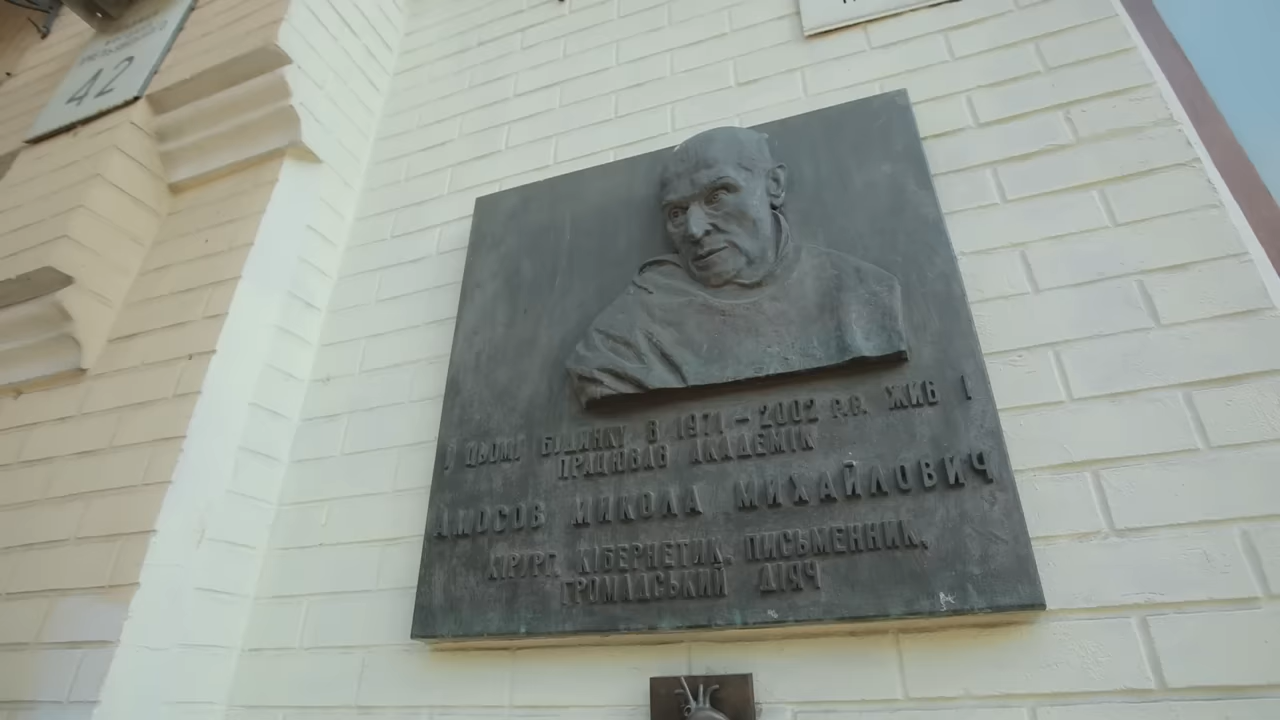 42
У ЦЬОМУ БУДИНКУ В 1971 – 2002 Р.Р. ЖИВ І
ПРАЦЮВАВ АКАДЕМІК
АМОСОВ МИКОЛА МИХАЙЛОВИЧ
ХІРУРГ, КІБЕРНЕТИК, ПИСЬМЕННИК,
ГРОМАДСЬКИЙ ДІЯЧ